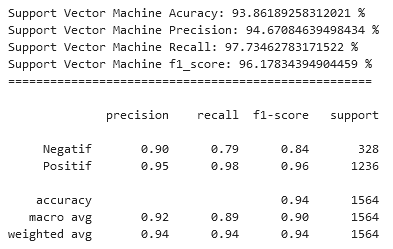 Support Vector Machine Acuracy: 93.86189258312021 %
Support Vector Machine Precision: 94.67084639498434 %
Support Vector Machine Recall: 97.73462783171522 %
Support Vector Machine f1_score: 96.17834394904459 %
====================================================
precision recall f1-score support
Negatif 0.90 0.79 0.84 328
Positif 0.95 0.98 0.96 1236
accuracy 0.94 1564
macro avg 0.92 0.89 0.90 1564
weighted avg 0.94 0.94 0.94 1564